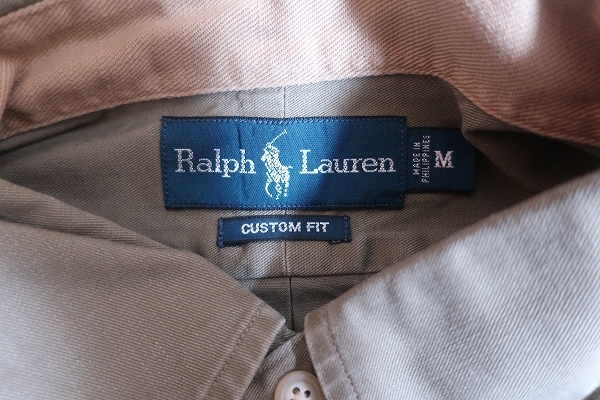 Ralph Lauren
MADE IN
PHILIPPINES
M
CUSTOM FIT